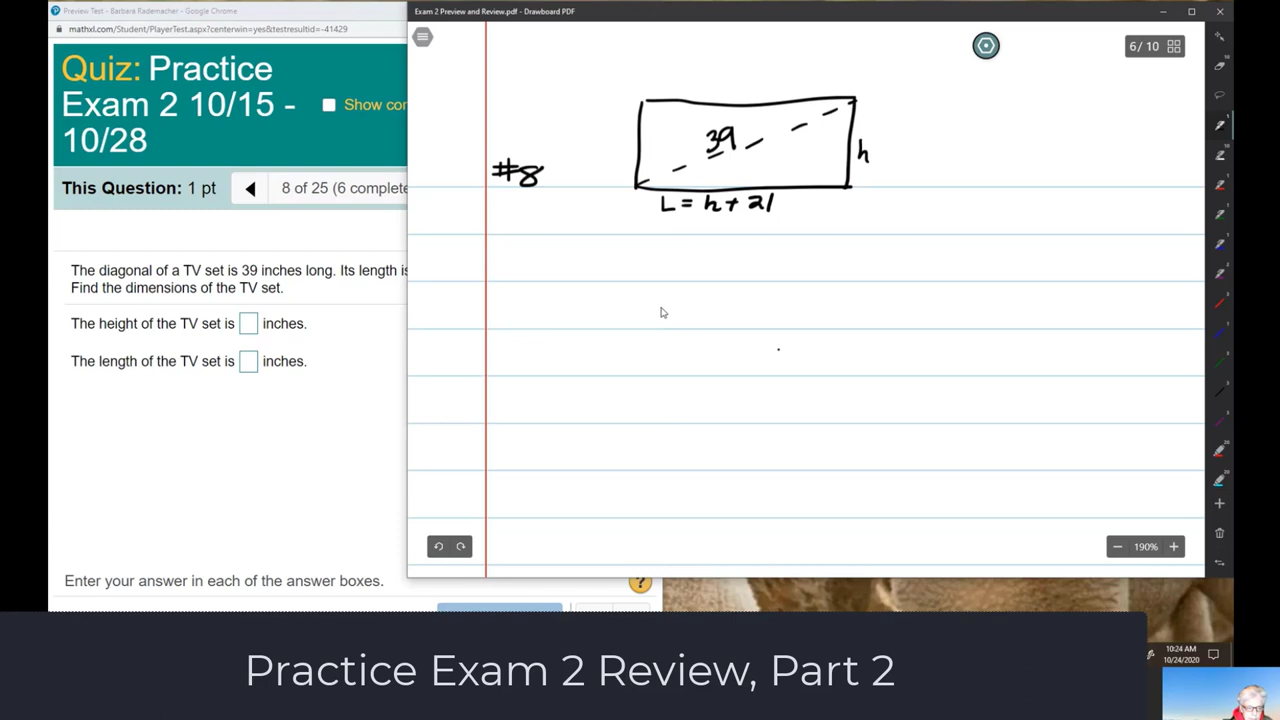 Preview Test - Barbara Rademacher - Google Chrome
mathxl.com/Student/PlayerTest.aspx?centerwin=yes&testresultid=-41429
Quiz: Practice
Exam 2 10/15 -
10/28
Show cor
This Question: 1 pt
8 of 25 (6 complete
The diagonal of a TV set is 39 inches long. Its length is
Find the dimensions of the TV set.
The height of the TV set is inches.
The length of the TV set is inches.
Enter your answer in each of the answer boxes.
?
Exam 2 Preview and Review.pdf - Drawboard PDF
6 / 10
39
h
#8
L = h + 21
190%
10:24 AM
10/24/2020
Practice Exam 2 Review, Part 2